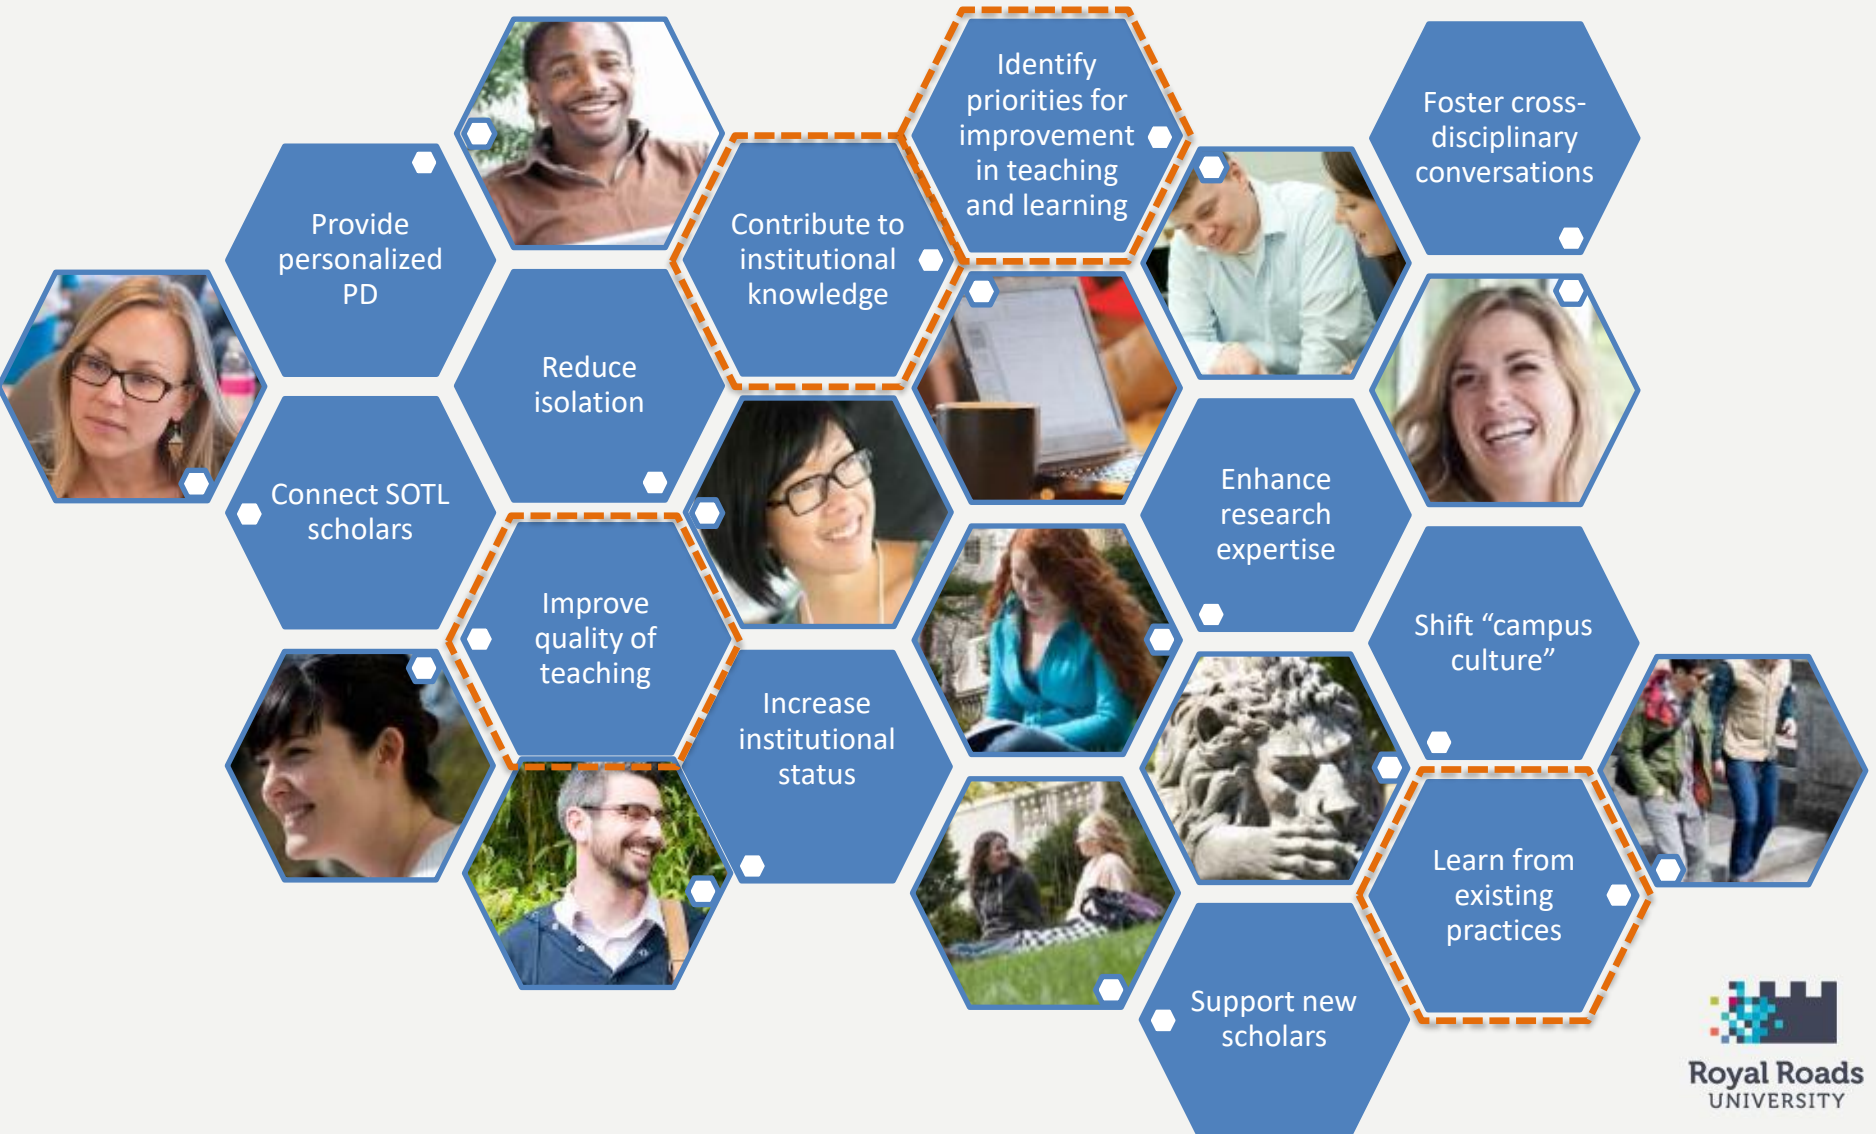 Identify
priorities for
improvement
in teaching
and learning
Foster cross-
disciplinary
conversations
Provide
personalized
PD
Contribute to
institutional
knowledge
Reduce
isolation
Connect SOTL
scholars
Enhance
research
expertise
Improve
quality of
teaching
Shift “campus
culture”
Increase
institutional
status
Learn from
existing
practices
Support new
scholars
Royal Roads
UNIVERSITY